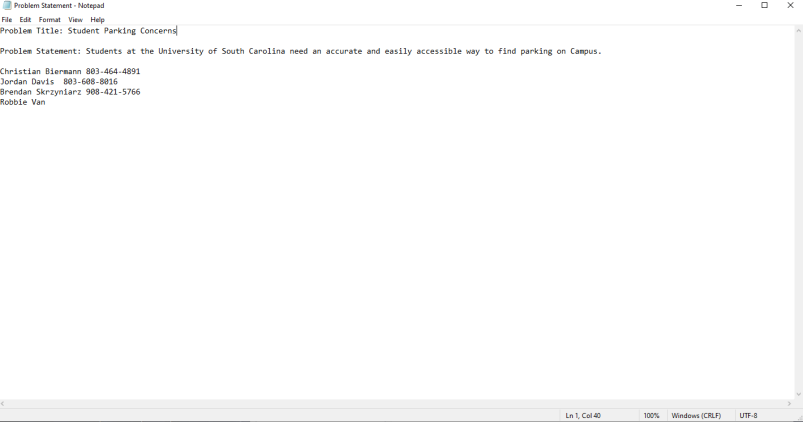 Problem Statement - Notepad
File Edit Format View Help
Problem Title: Student Parking Concerns
Problem Statement: Students at the University of South Carolina need an accurate and easily accessible way to find parking on Campus.
Christian Biermann 803-464-4891
Jordan Davis  803-608-8016
Brendan Skrzyniarz 908-421-5766
Robbie Van
Ln 1, Col 40 100% Windows (CRLF) UTF-8